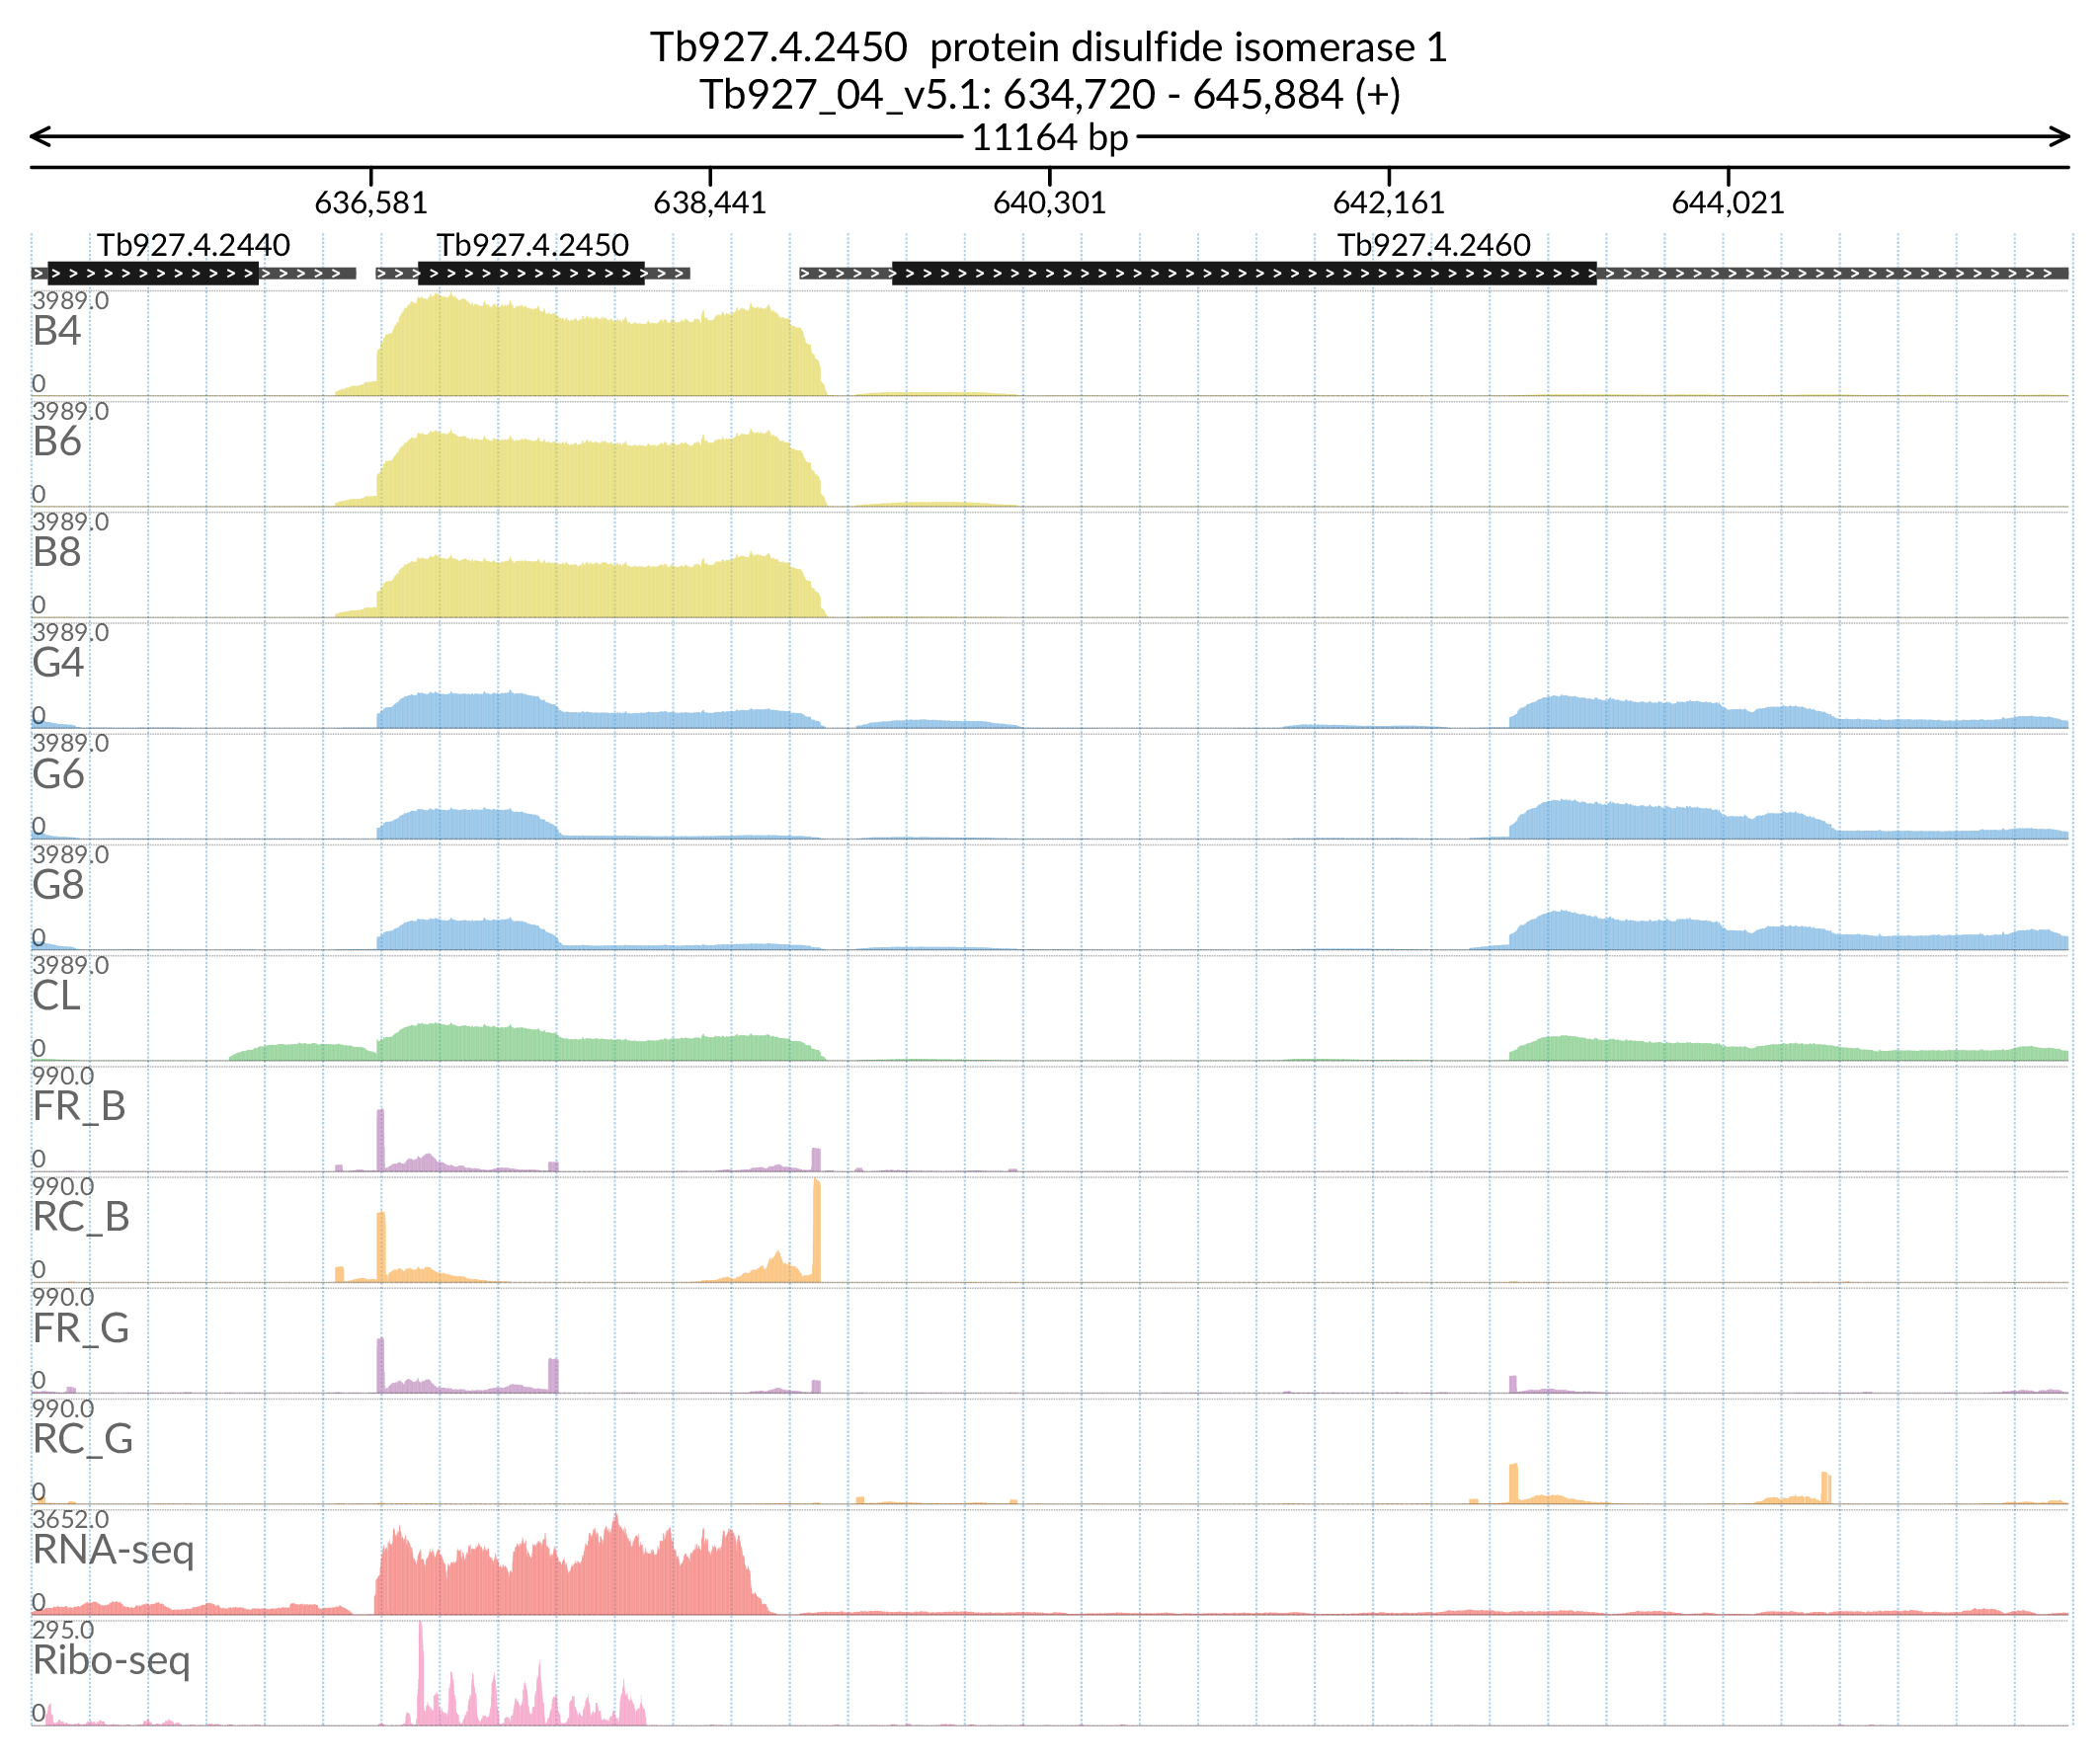 Tb927.4.2450 protein disulfide isomerase 1
Tb927_04_v5.1: 634,720 - 645,884 (+)
11164 bp
636,581 638,441 640,301 642,161 644,021
Tb927.4.2440 Tb927.4.2450 Tb927.4.2460
3989.0
B4
0
3989.0
B6
0
3989.0
B8
0
3989.0
G4
0
3989.0
G6
0
3989.0
G8
0
3989.0
CL
0
990.0
FR_B
0
990.0
RC_B
0
990.0
FR_G
0
990.0
RC_G
0
3652.0
RNA-seq
0
295.0
Ribo-seq
0